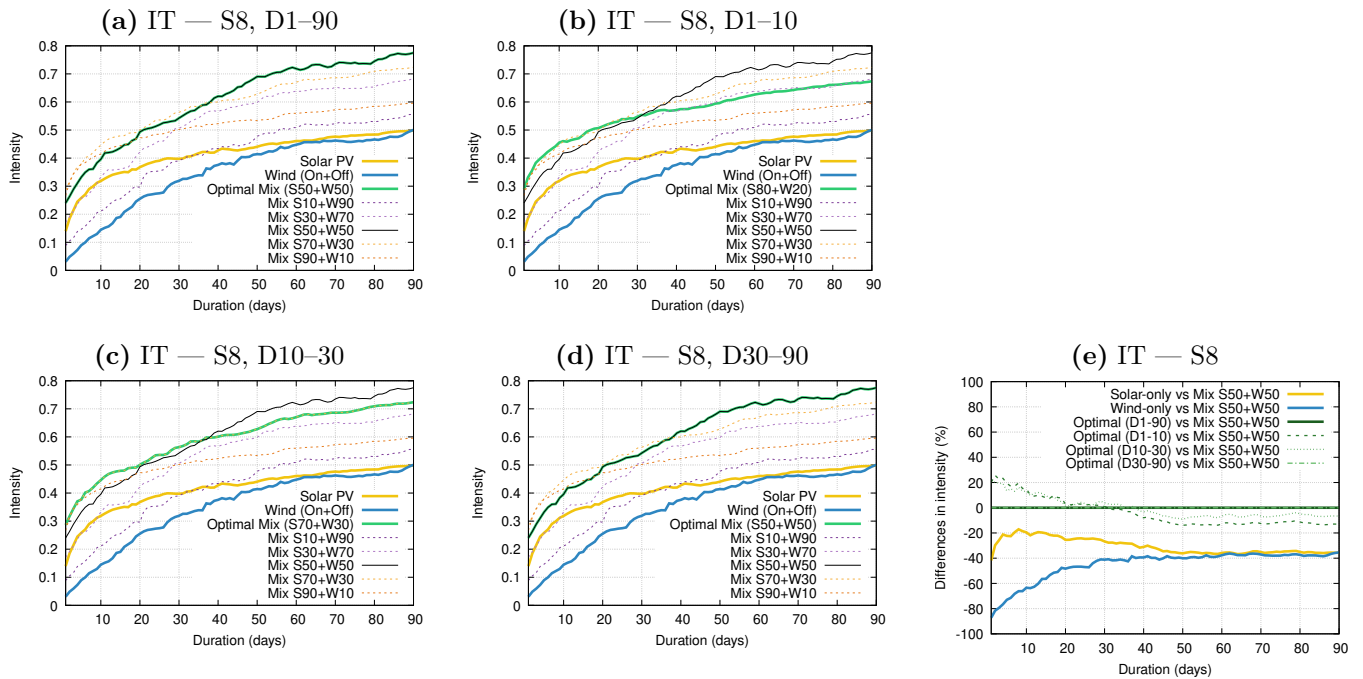 (a) IT — S8, D1–90
Intensity
0.8
0.7
0.6
0.5
0.4
0.3
0.2
0.1
0
Solar PV
Wind (On+Off)
Optimal Mix (S50+W50)
Mix S10+W90
Mix S30+W70
Mix S50+W50
Mix S70+W30
Mix S90+W10
10 20 30 40 50 60 70 80 90
Duration (days)
(b) IT — S8, D1–10
Intensity
0.8
0.7
0.6
0.5
0.4
0.3
0.2
0.1
0
Solar PV
Wind (On+Off)
Optimal Mix (S80+W20)
Mix S10+W90
Mix S30+W70
Mix S50+W50
Mix S70+W30
Mix S90+W10
10 20 30 40 50 60 70 80 90
Duration (days)
(c) IT — S8, D10–30
Intensity
0.8
0.7
0.6
0.5
0.4
0.3
0.2
0.1
0
Solar PV
Wind (On+Off)
Optimal Mix (S70+W30)
Mix S10+W90
Mix S30+W70
Mix S50+W50
Mix S70+W30
Mix S90+W10
10 20 30 40 50 60 70 80 90
Duration (days)
(d) IT — S8, D30–90
Intensity
0.8
0.7
0.6
0.5
0.4
0.3
0.2
0.1
0
Solar PV
Wind (On+Off)
Optimal Mix (S50+W50)
Mix S10+W90
Mix S30+W70
Mix S50+W50
Mix S70+W30
Mix S90+W10
10 20 30 40 50 60 70 80 90
Duration (days)
(e) IT — S8
Differences in intensity (%)
100
80
60
40
20
0
-20
-40
-60
-80
-100
Solar-only vs Mix S50+W50
Wind-only vs Mix S50+W50
Optimal (D1-90) vs Mix S50+W50
Optimal (D1-10) vs Mix S50+W50
Optimal (D10-30) vs Mix S50+W50
Optimal (D30-90) vs Mix S50+W50
10 20 30 40 50 60 70 80 90
Duration (days)